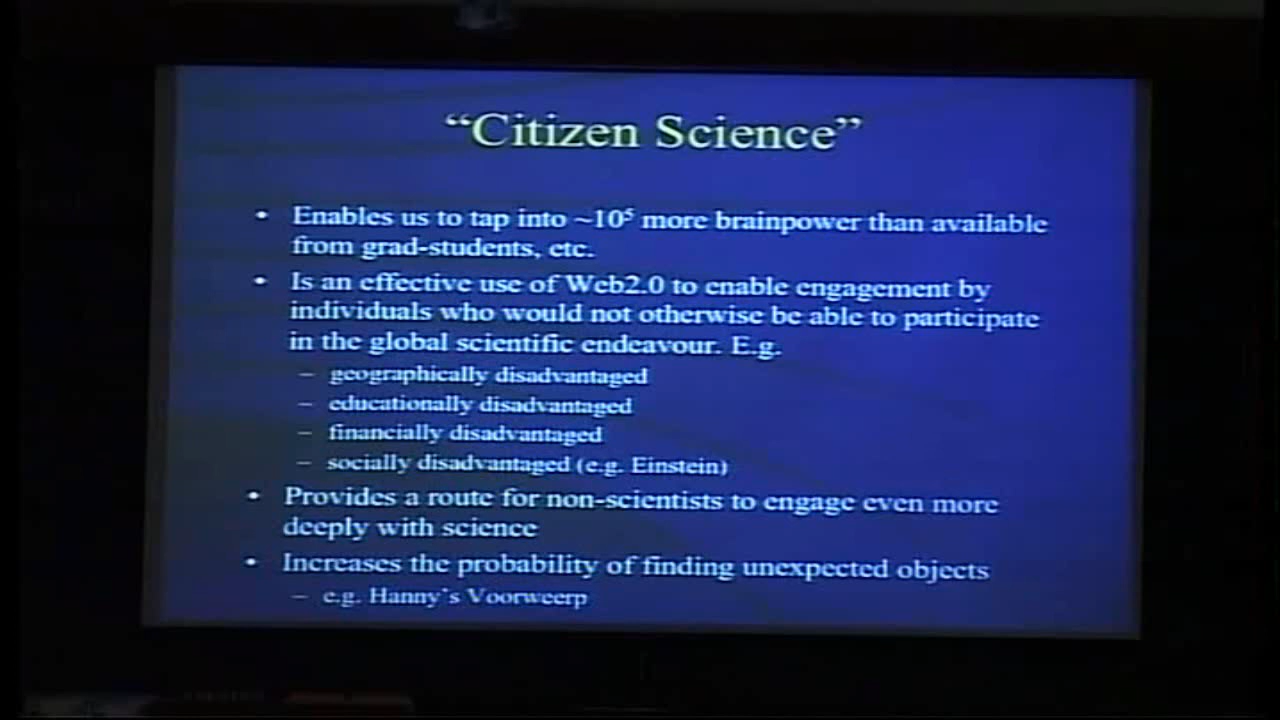 “Citizen Science”
• Enables us to tap into ~10⁵ more brainpower than available
from grad-students, etc.
• Is an effective use of Web2.0 to enable engagement by
individuals who would not otherwise be able to participate
in the global scientific endeavour. E.g.
– geographically disadvantaged
– educationally disadvantaged
– financially disadvantaged
– socially disadvantaged (e.g. Einstein)
• Provides a route for non-scientists to engage even more
deeply with science
• Increases the probability of finding unexpected objects
– e.g. Hanny's Voorweerp